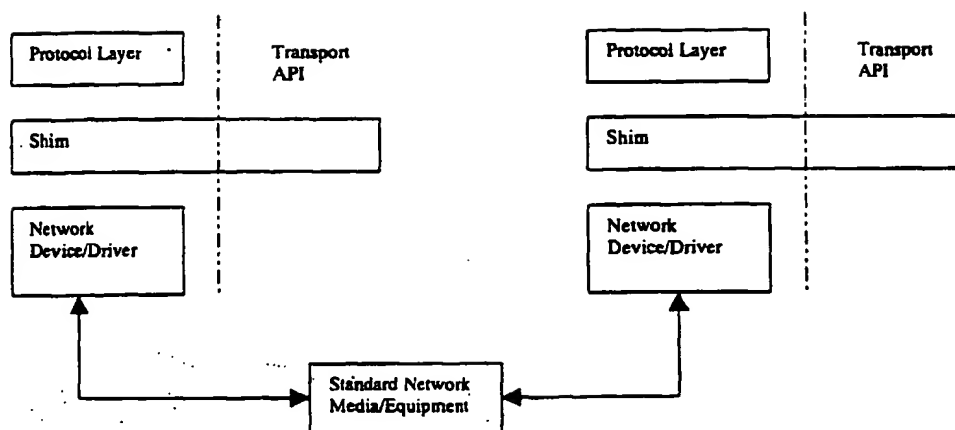 Protocol Layer
Transport
API
Shim
Network
Device/Driver
Protocol Layer
Transport
API
Shim
Network
Device/Driver
Standard Network
Media/Equipment